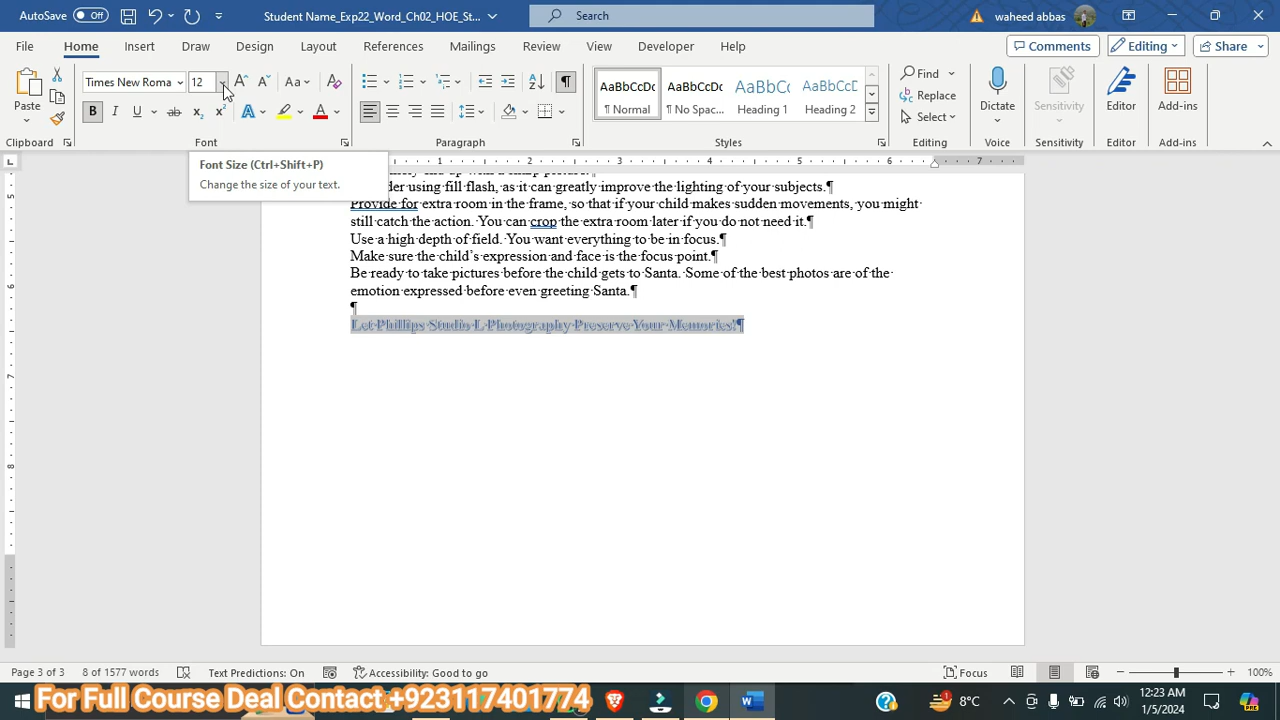 AutoSave Off Student Name_Exp22_Word_Ch02_HOE_St... Search waheed abbas
File Home Insert Draw Design Layout References Mailings Review View Developer Help Comments Editing Share
Paste Times New Roma 12 Aa AaBbCcDc AaBbCcDc AaBbCc AaBbCcD Find Replace Select Dictate Sensitivity Editor Add-ins
Normal No Spac... Heading 1 Heading 2
Clipboard Font Paragraph Styles Editing Voice Sensitivity Editor Add-ins
Font Size (Ctrl+Shift+P)
Change the size of your text.
using fill flash, as it can greatly improve the lighting of your subjects.¶
Provide for extra room in the frame, so that if your child makes sudden movements, you might
still catch the action. You can crop the extra room later if you do not need it.¶
Use a high depth of field. You want everything to be in focus.¶
Make sure the child's expression and face is the focus point.¶
Be ready to take pictures before the child gets to Santa. Some of the best photos are of the
emotion expressed before even greeting Santa.¶
¶
Let Phillips Studio L Photography Preserve Your Memories!¶
Page 3 of 3 8 of 1577 words Text Predictions: On Accessibility: Good to go Focus 100%
For Full Course Deal Contact +923117401774 8°C 12:23 AM
1/5/2024